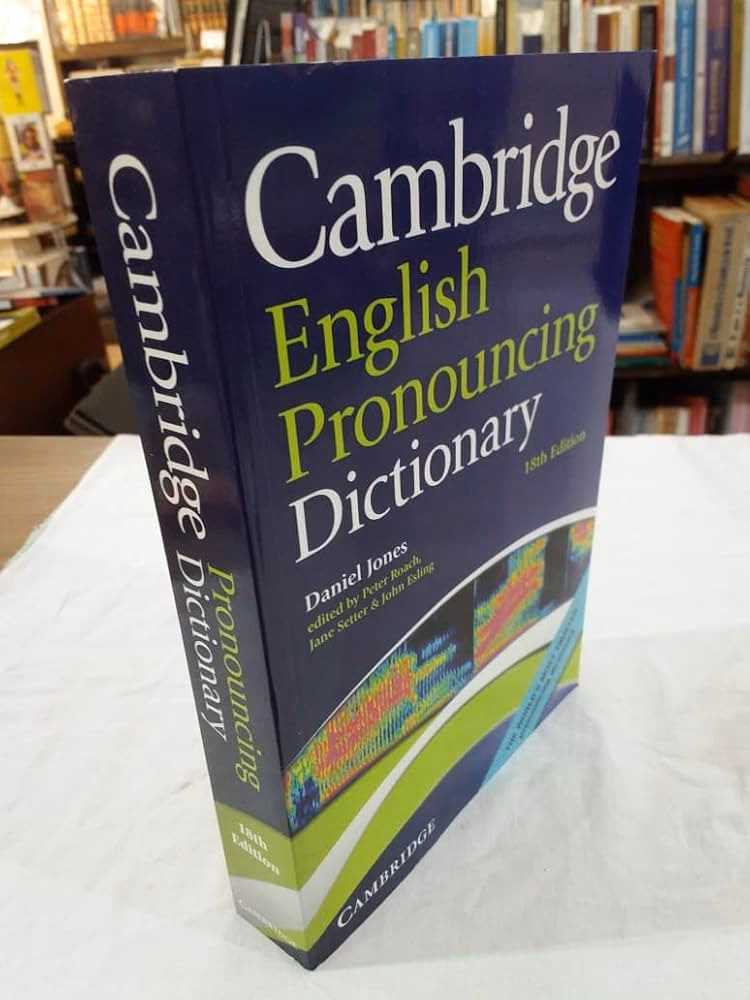 Cambridge
English
Pronouncing
Dictionary
18th Edition
Daniel Jones
edited by Peter Roach,
Jane Setter & John Esling
CAMBRIDGE
Cambridge
Pronouncing
Dictionary
18th
Edition
CAMBRIDGE